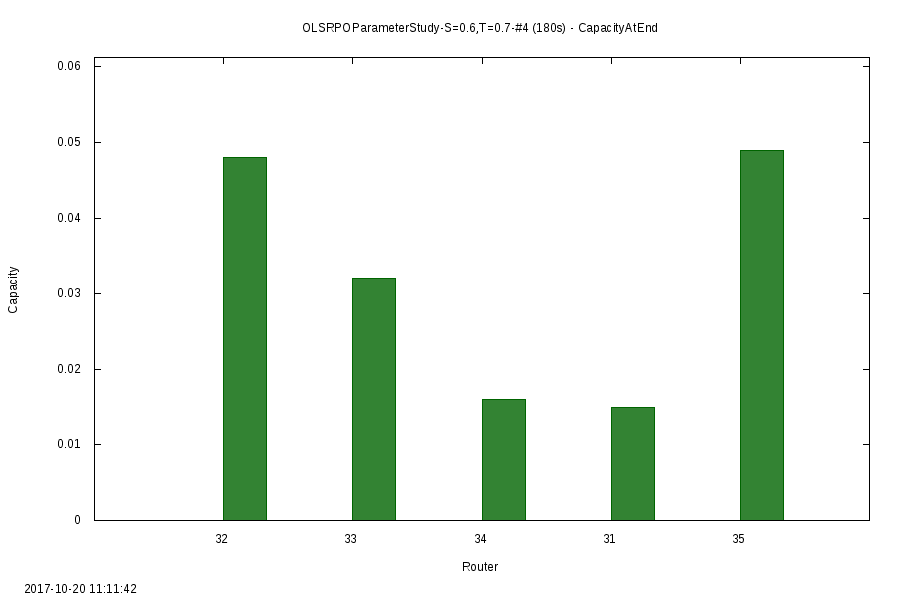 OLSRPOParameterStudy-S=0.6,T=0.7-#4 (180s) - CapacityAtEnd
0.06
0.05
0.04
0.03
0.02
0.01
0
Capacity
32 33 34 31 35
Router
2017-10-20 11:11:42